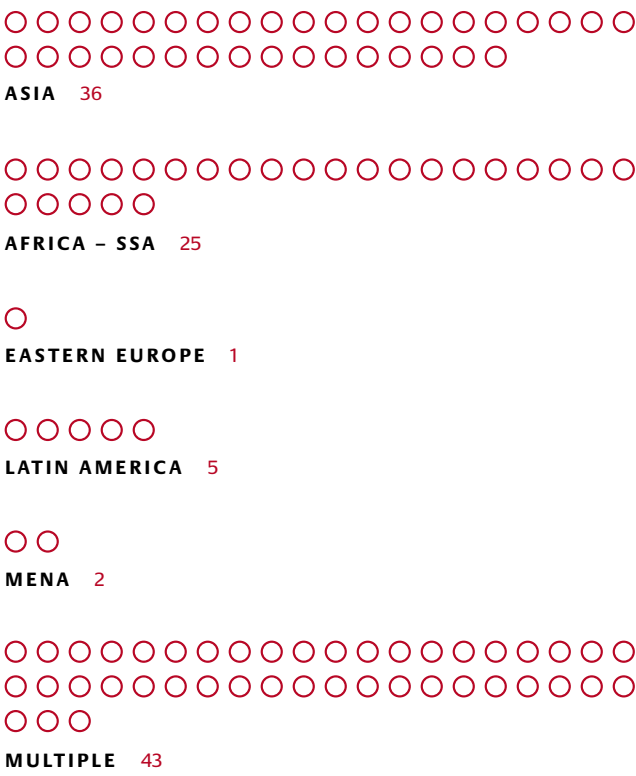 ASIA 36
AFRICA – SSA 25
EASTERN EUROPE 1
LATIN AMERICA 5
MENA 2
MULTIPLE 43